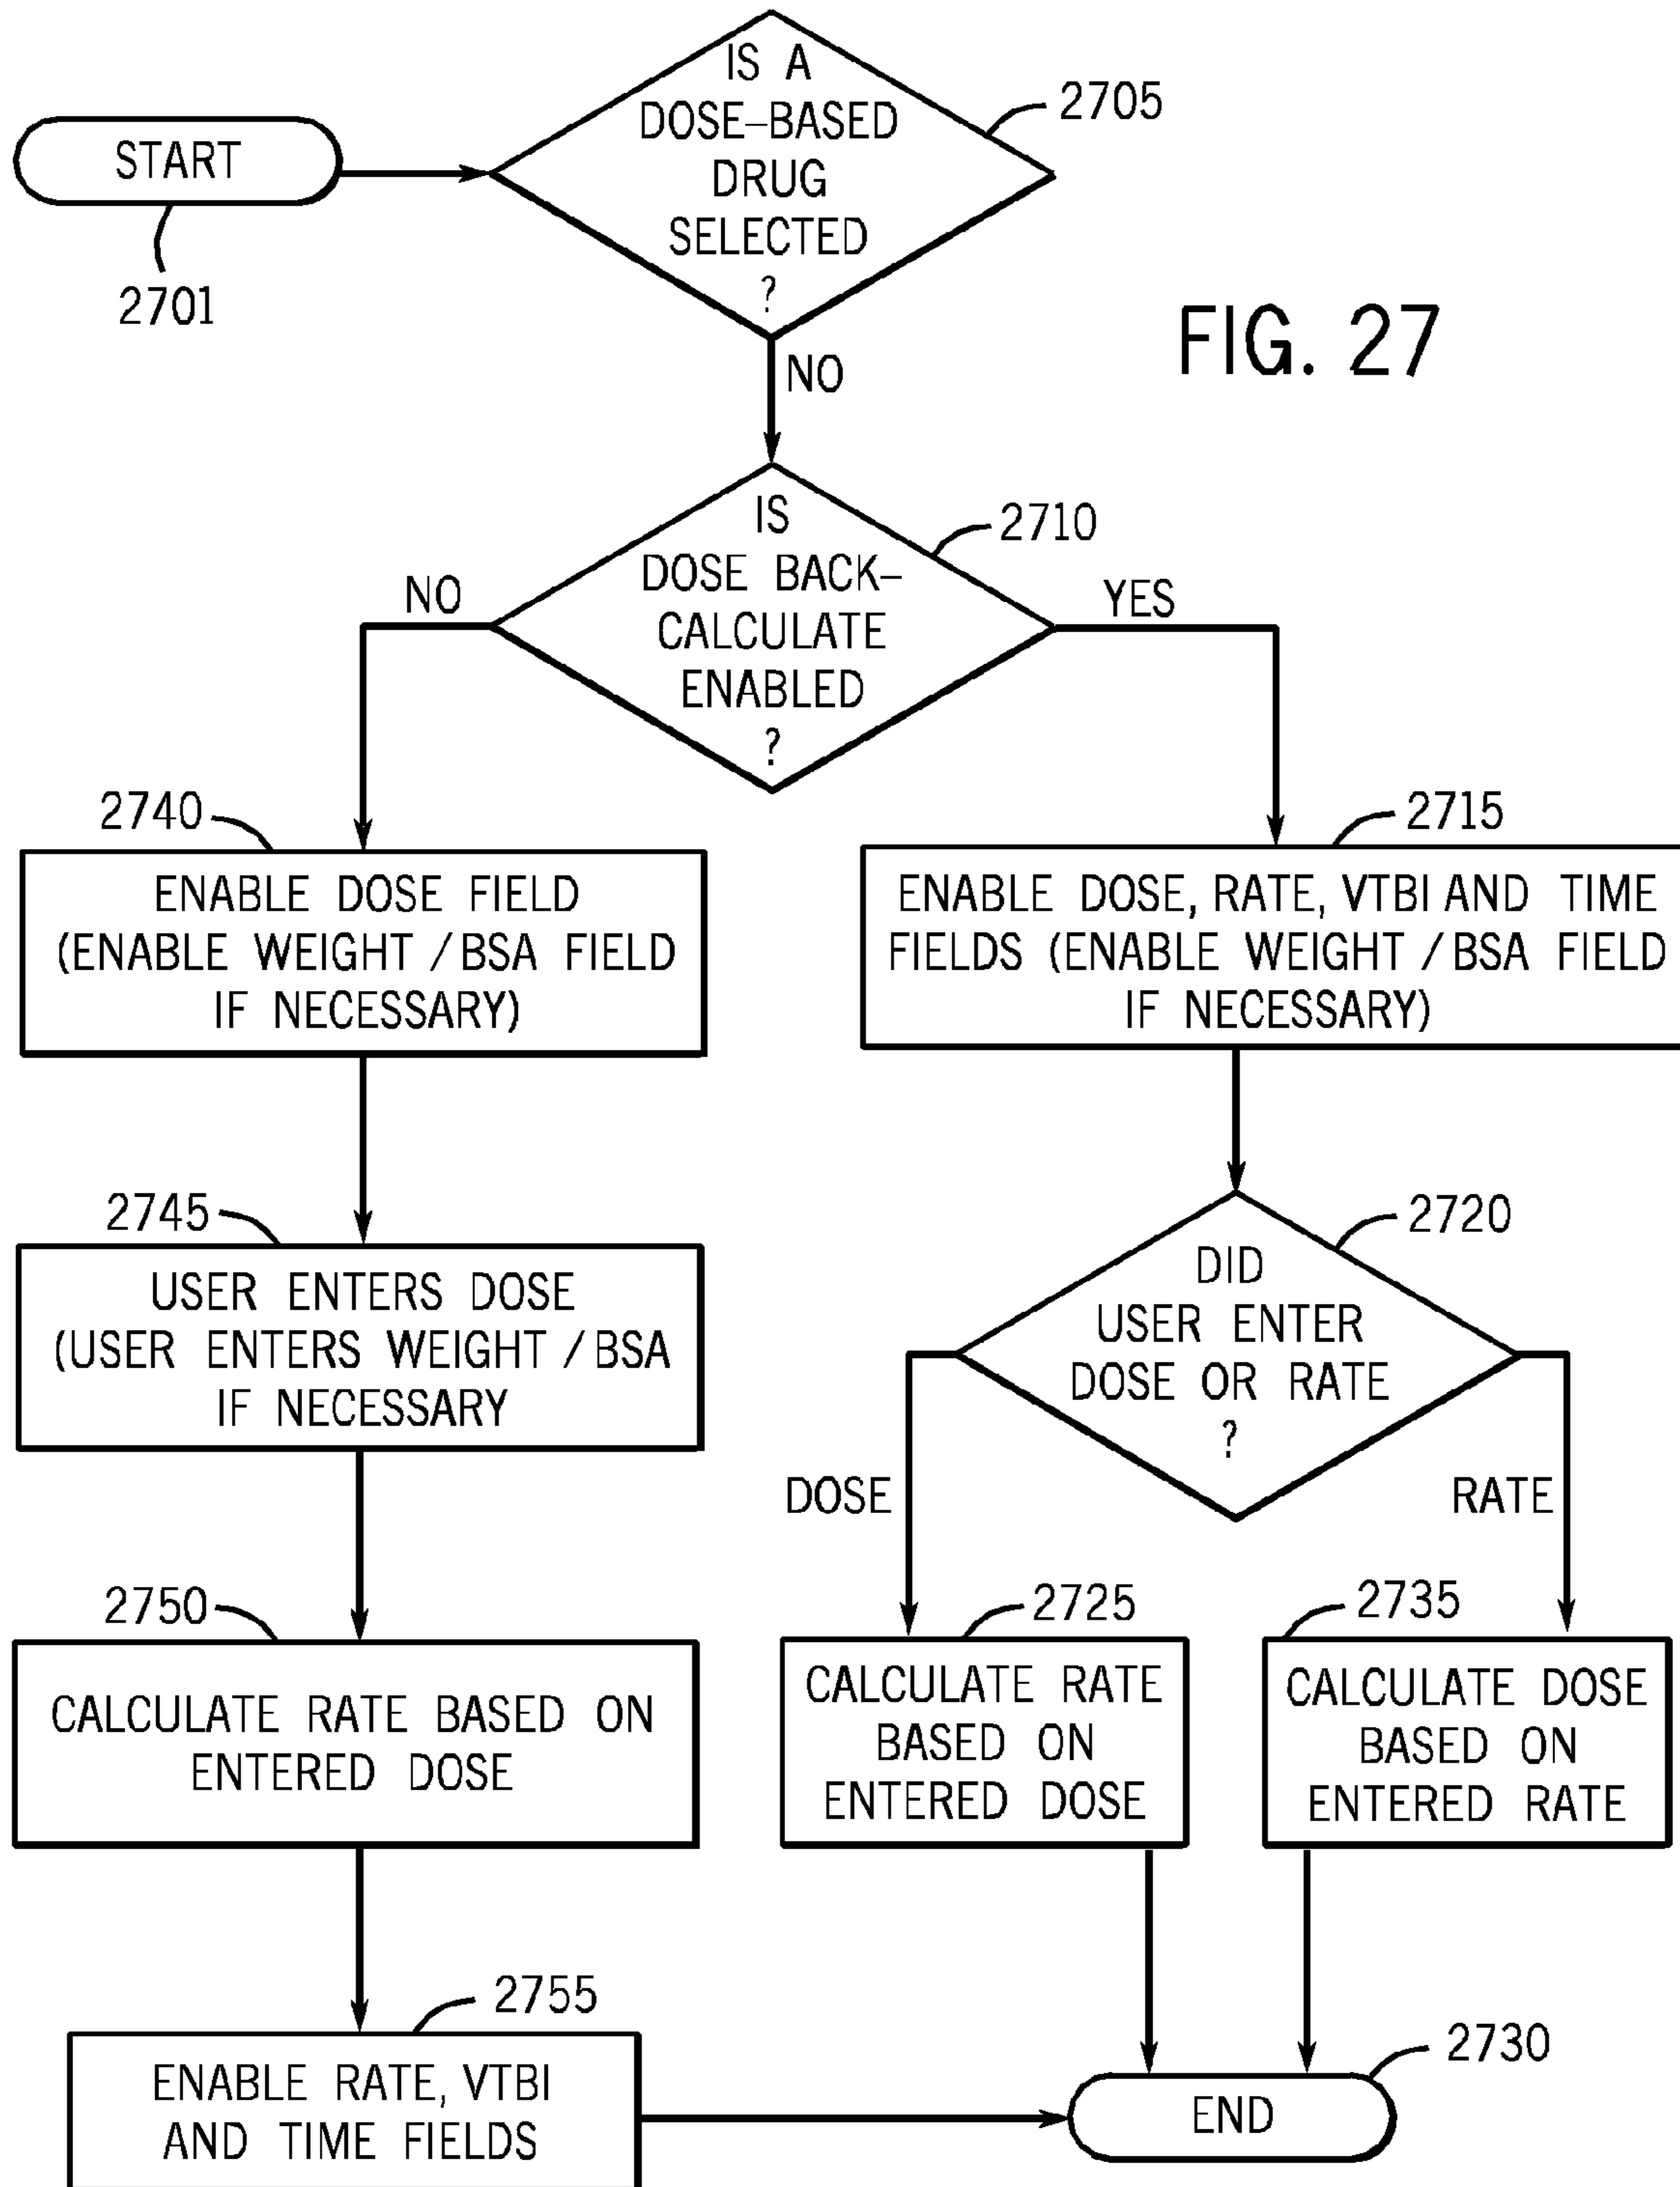 IS A
DOSE–BASED
DRUG
SELECTED
?
2705
START
2701
FIG. 27
NO
IS
DOSE BACK–
CALCULATE
ENABLED
?
2710
NO
YES
2740
ENABLE DOSE FIELD
(ENABLE WEIGHT / BSA FIELD
IF NECESSARY)
2715
ENABLE DOSE, RATE, VTBI AND TIME
FIELDS (ENABLE WEIGHT / BSA FIELD
IF NECESSARY)
2745
USER ENTERS DOSE
(USER ENTERS WEIGHT / BSA
IF NECESSARY
2720
DID
USER ENTER
DOSE OR RATE
?
DOSE
RATE
2750
CALCULATE RATE BASED ON
ENTERED DOSE
2725
CALCULATE RATE
BASED ON
ENTERED DOSE
2735
CALCULATE DOSE
BASED ON
ENTERED RATE
2755
ENABLE RATE, VTBI
AND TIME FIELDS
2730
END